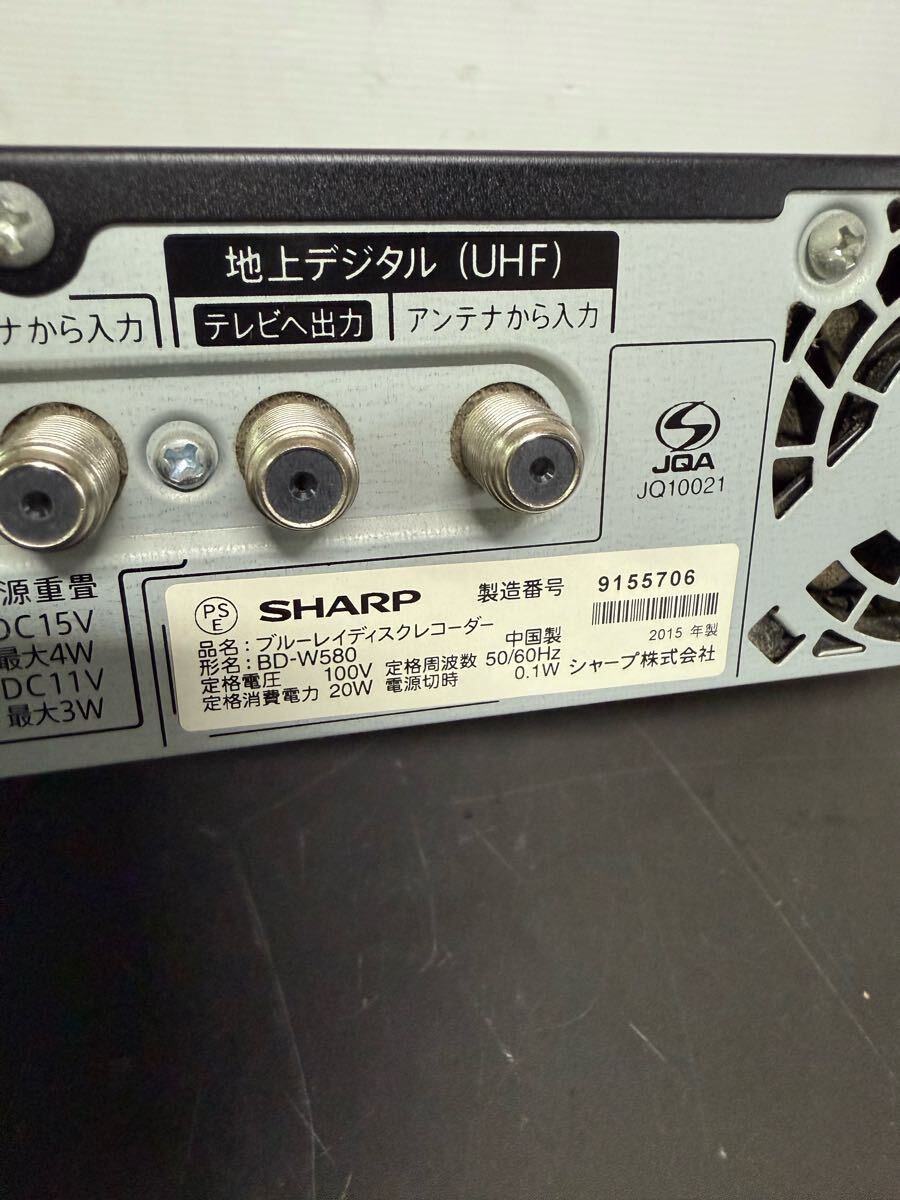 地上デジタル (UHF)
ナから入力
テレビへ出力
アンテナから入力
JQA
JQ10021
源重畳
DC15V
最大4W
DC11V
最大3W
PS
E
SHARP
製造番号 9155706
品名: ブルーレイディスクレコーダー
中国製
2015 年製
形名: BD-W580
定格電圧 100V 定格周波数 50/60Hz シャープ株式会社
定格消費電力 20W 電源切時 0.1W